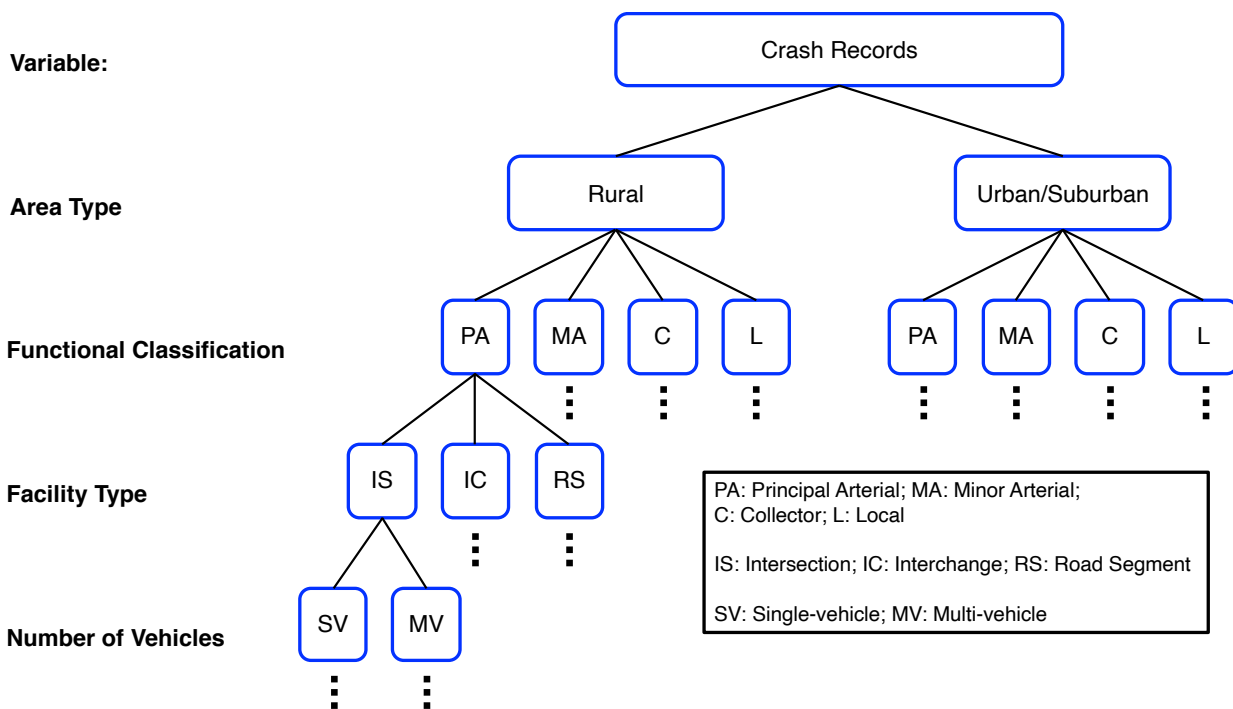 Variable:
Crash Records
Area Type
Rural
Urban/Suburban
Functional Classification
PA
MA
C
L
PA
MA
C
L
Facility Type
IS
IC
RS
PA: Principal Arterial; MA: Minor Arterial;
C: Collector; L: Local
IS: Intersection; IC: Interchange; RS: Road Segment
SV: Single-vehicle; MV: Multi-vehicle
Number of Vehicles
SV
MV